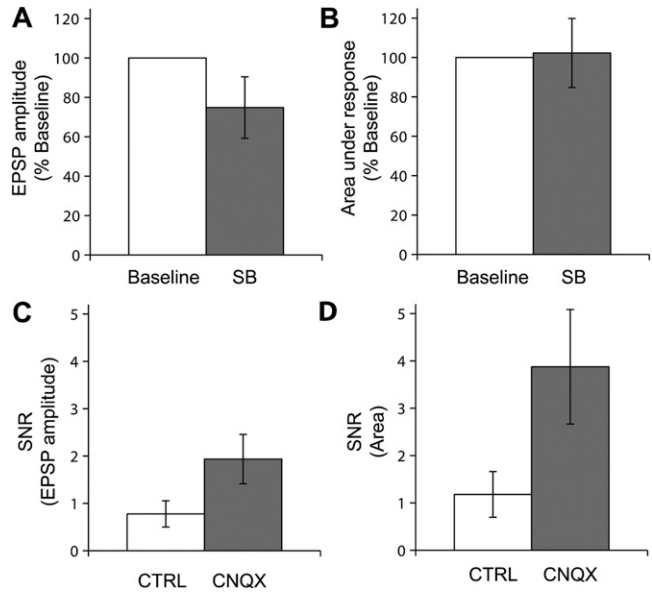 A
EPSP amplitude
(% Baseline)
120
100
80
60
40
20
0
Baseline SB
B
Area under response
(% Baseline)
120
100
80
60
40
20
0
Baseline SB
C
SNR
(EPSP amplitude)
5
4
3
2
1
0
CTRL CNQX
D
SNR
(Area)
5
4
3
2
1
0
CTRL CNQX